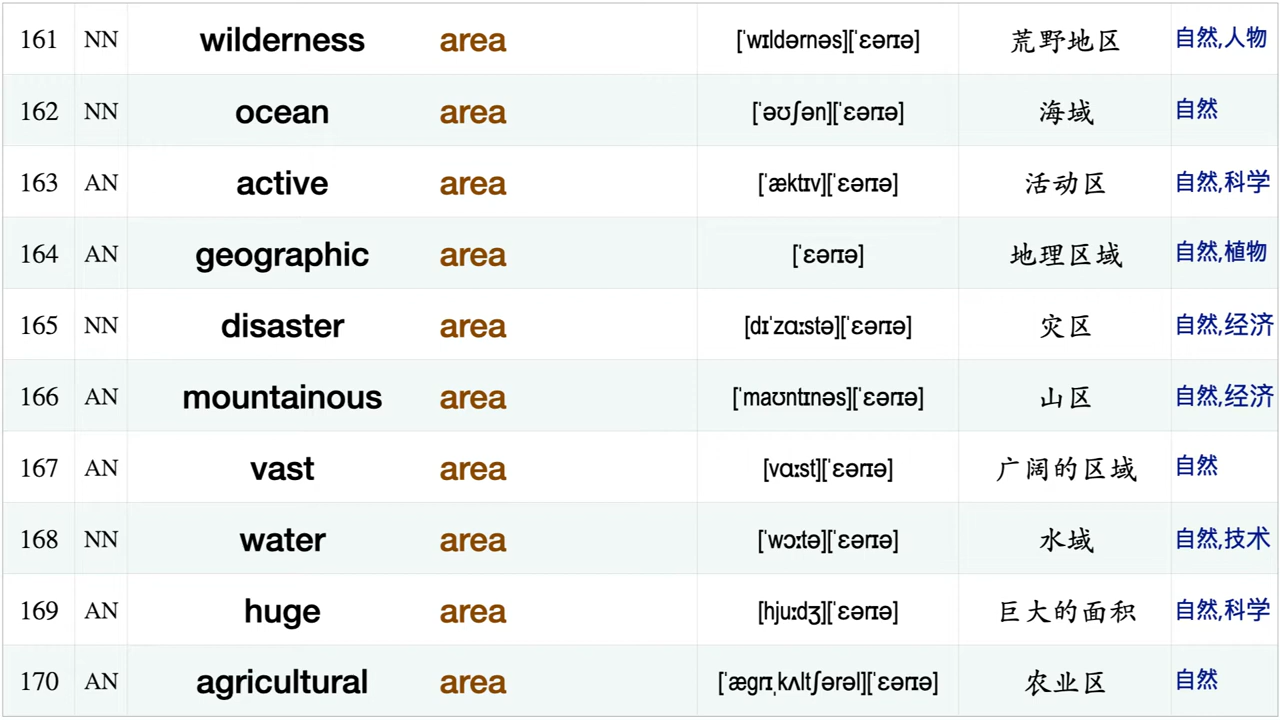 161 NN wilderness area [ˈwɪldərnəs][ˈɛərɪə] 荒野地区 自然,人物
162 NN ocean area [ˈəʊʃən][ˈɛərɪə] 海域 自然
163 AN active area [ˈæktɪv][ˈɛərɪə] 活动区 自然,科学
164 AN geographic area [ˈɛərɪə] 地理区域 自然,植物
165 NN disaster area [dɪˈzɑɪstə][ˈɛərɪə] 灾区 自然,经济
166 AN mountainous area [ˈmaʊntɪnəs][ˈɛərɪə] 山区 自然,经济
167 AN vast area [vɑɪst][ˈɛərɪə] 广阔的区域 自然
168 NN water area [ˈwɔɪtə][ˈɛərɪə] 水域 自然,技术
169 AN huge area [hjuːdʒ][ˈɛərɪə] 巨大的面积 自然,科学
170 AN agricultural area [ˈægrɪˌkʌltʃərəl][ˈɛərɪə] 农业区 自然